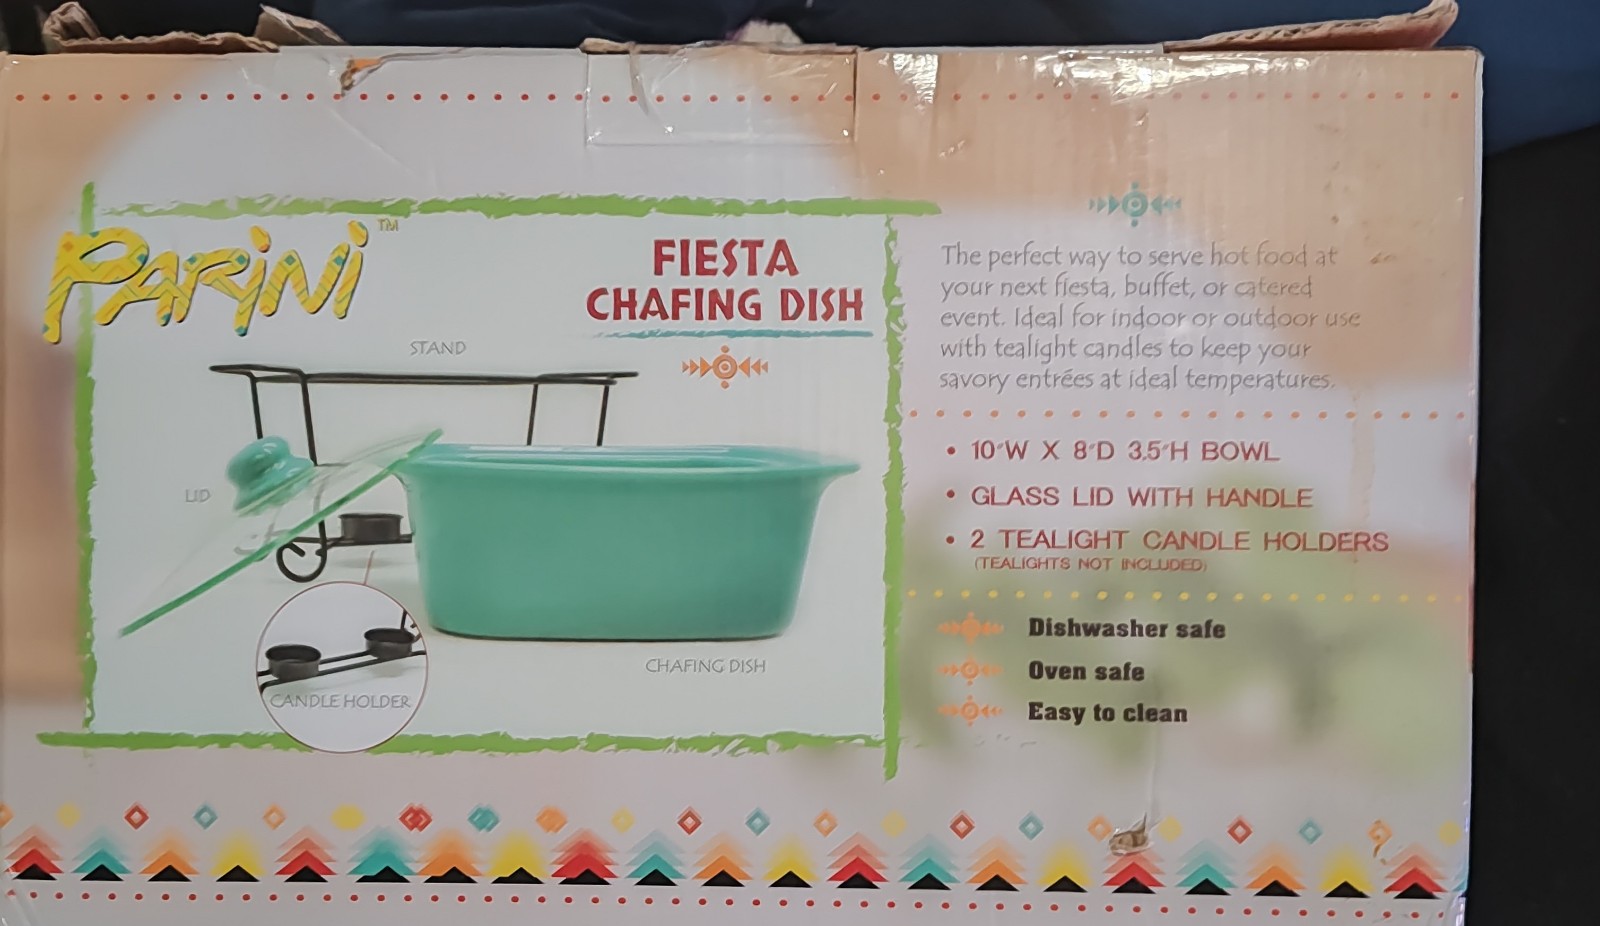 PARINI™
FIESTA
CHAFING DISH
STAND
LID
CHAFING DISH
CANDLE HOLDER
The perfect way to serve hot food at
your next fiesta, buffet, or catered
event. Ideal for indoor or outdoor use
with tealight candles to keep your
savory entrées at ideal temperatures.
• 10"W X 8"D 3.5"H BOWL
• GLASS LID WITH HANDLE
• 2 TEALIGHT CANDLE HOLDERS
(TEALIGHTS NOT INCLUDED)
Dishwasher safe
Oven safe
Easy to clean